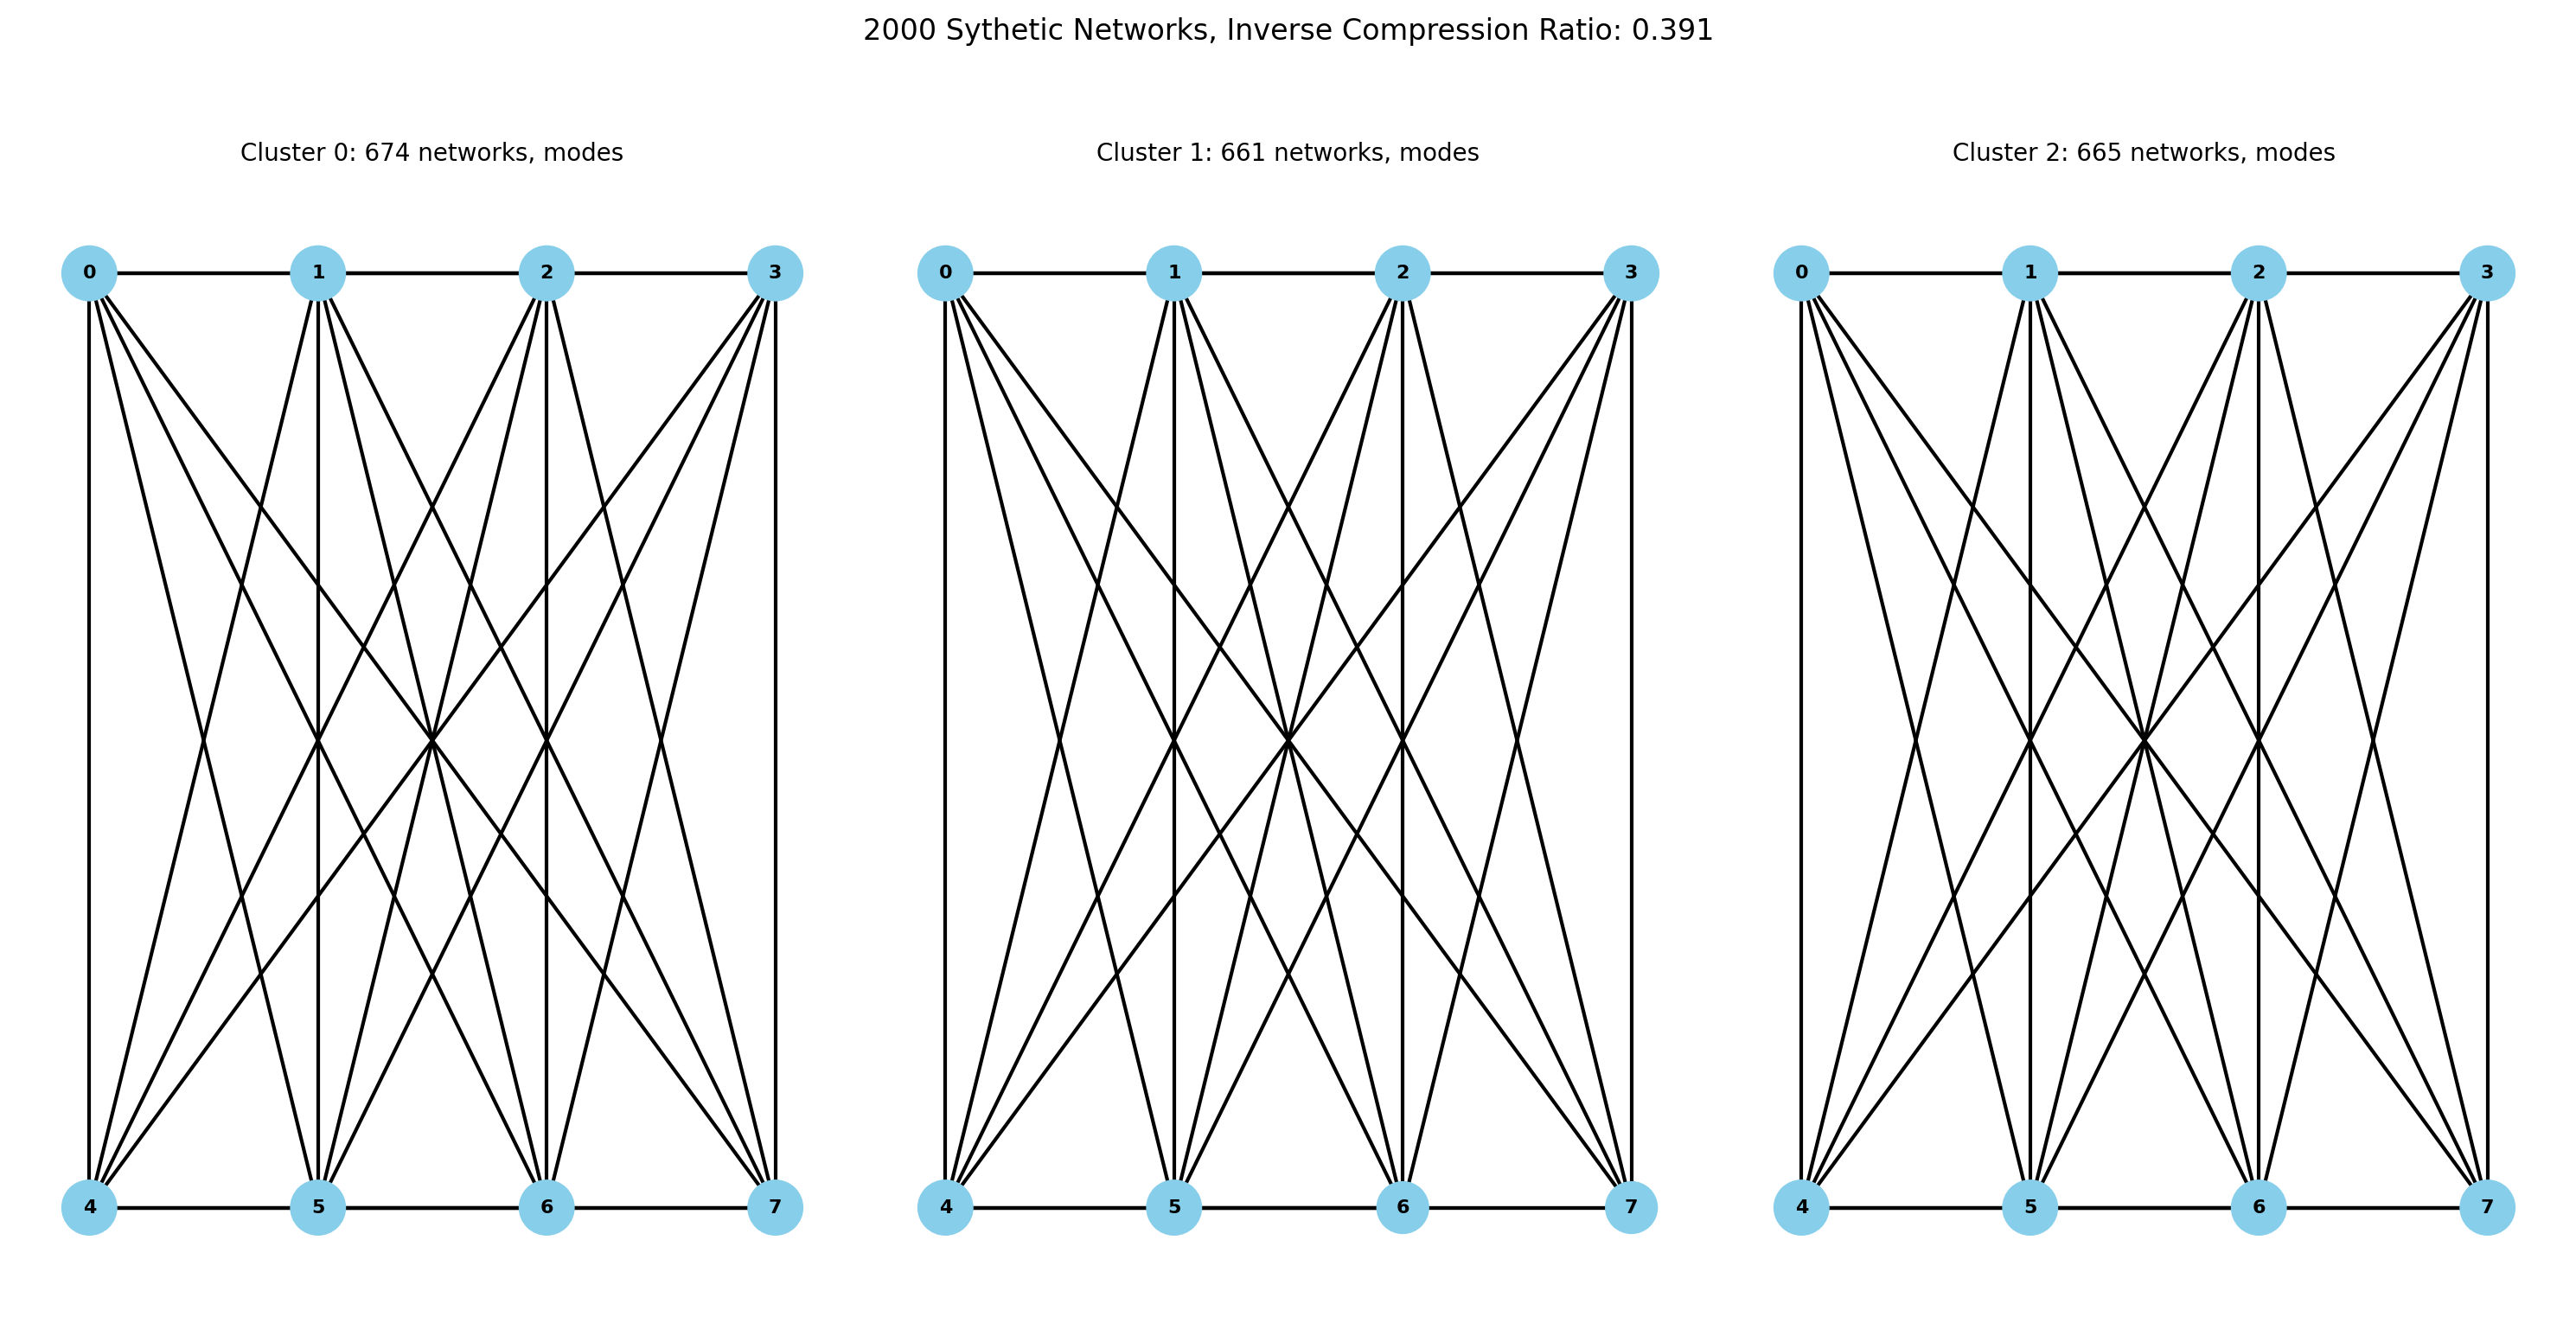 2000 Sythetic Networks, Inverse Compression Ratio: 0.391
Cluster 0: 674 networks, modes
Cluster 1: 661 networks, modes
Cluster 2: 665 networks, modes
0 1 2 3
0 1 2 3
0 1 2 3
4 5 6 7
4 5 6 7
4 5 6 7